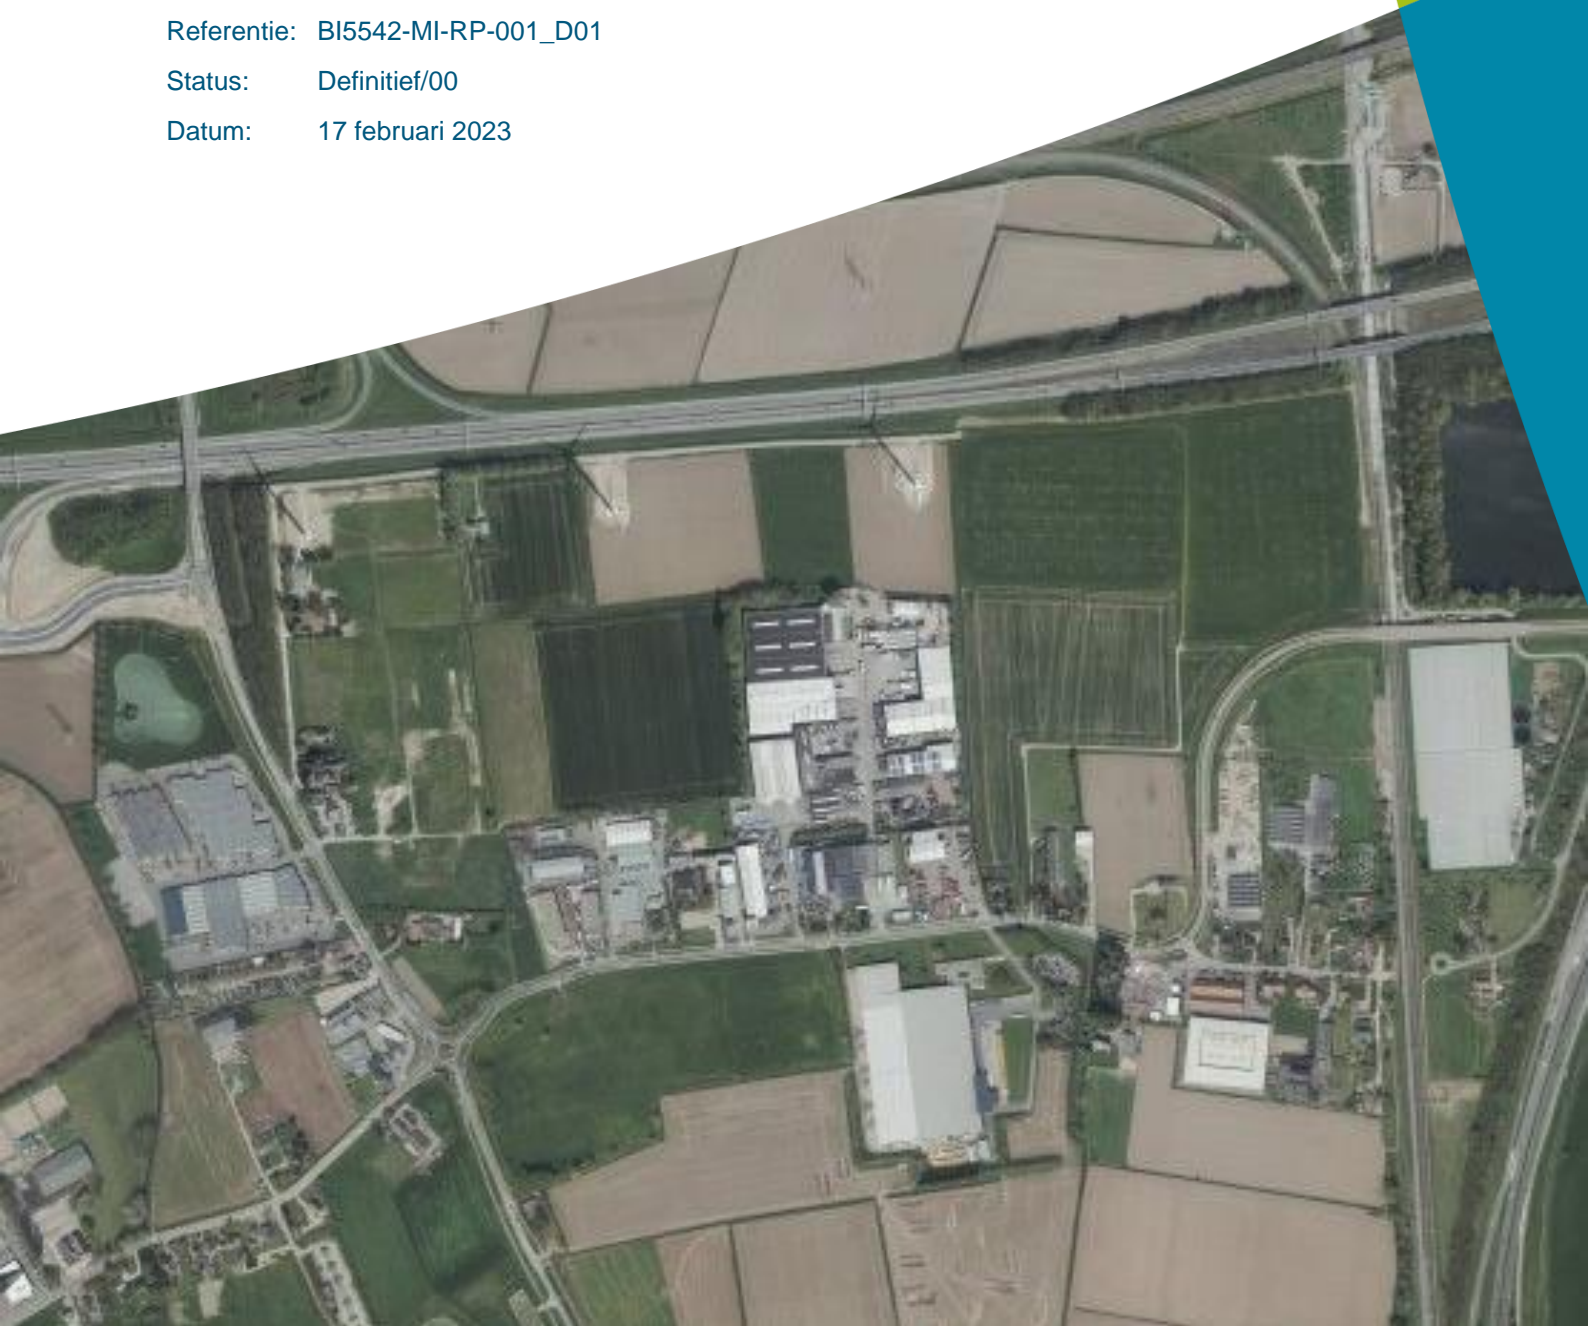 Referentie: BI5542-MI-RP-001_D01
Status: Definitief/00
Datum: 17 februari 2023